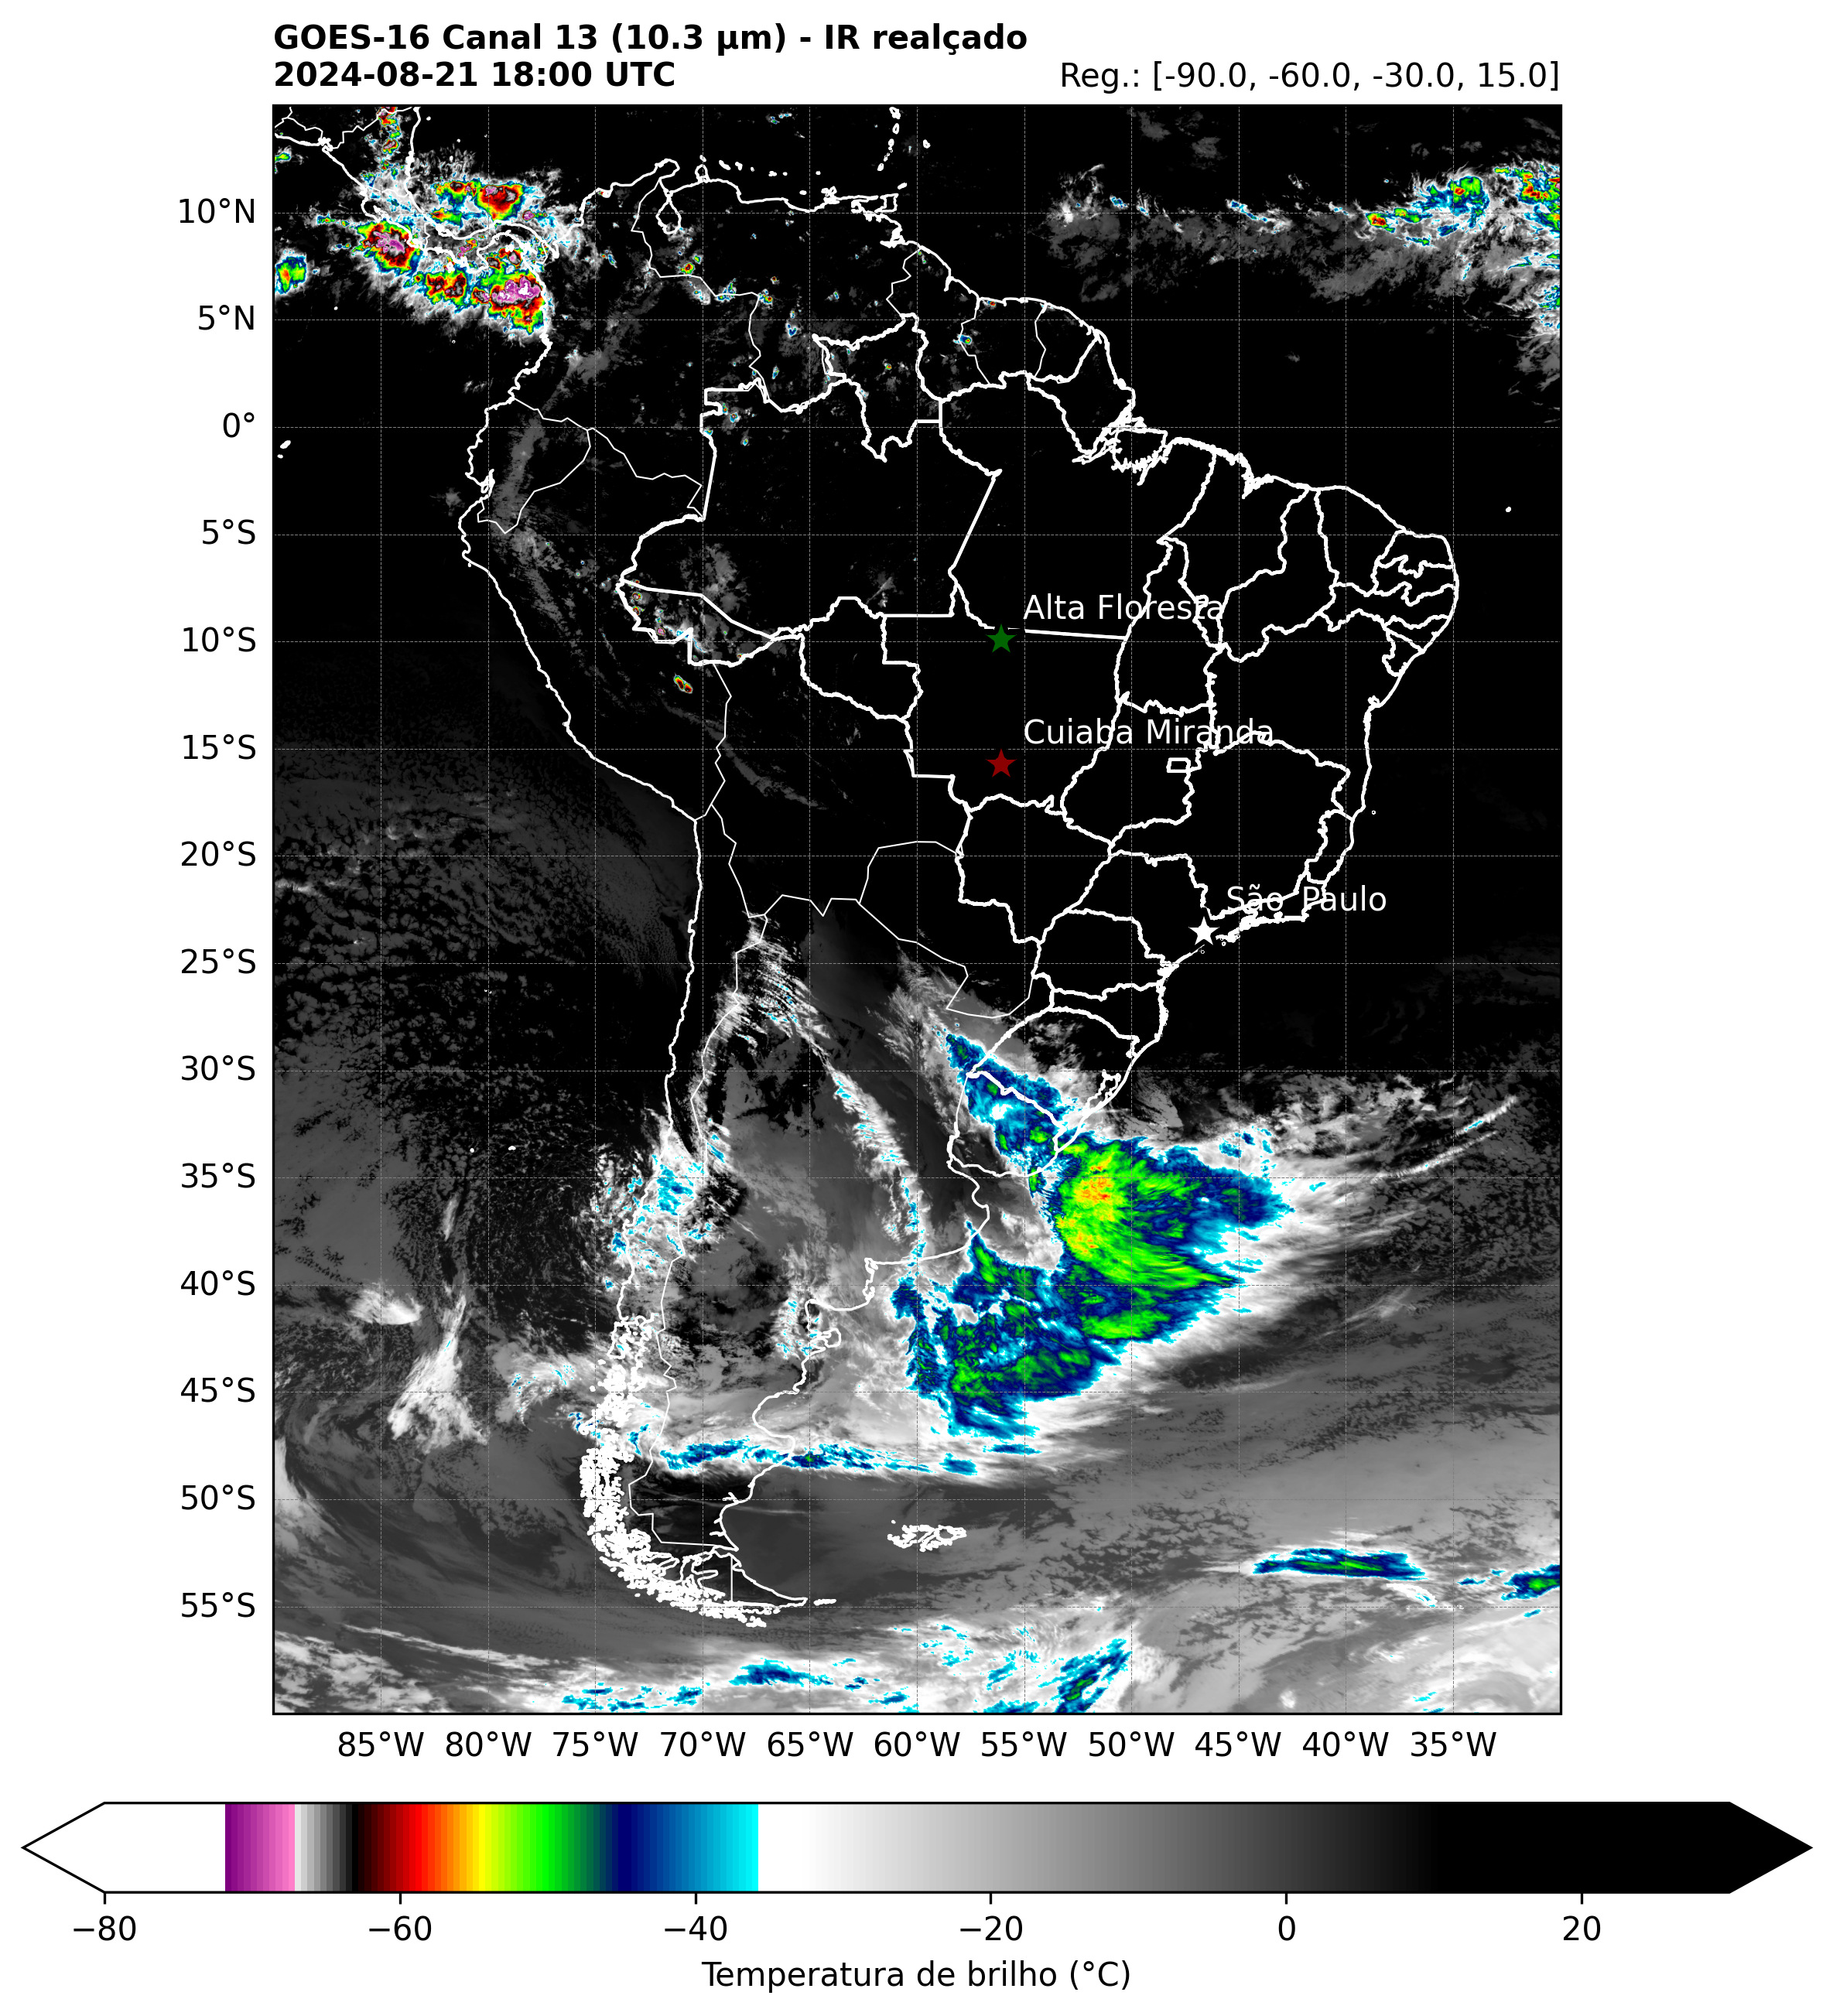 GOES-16 Canal 13 (10.3 µm) - IR realçado
2024-08-21 18:00 UTC
Reg.: [-90.0, -60.0, -30.0, 15.0]
10°N
5°N
0°
5°S
Alta Floresta
10°S
Cuiaba Miranda
15°S
20°S
São Paulo
25°S
30°S
35°S
40°S
45°S
50°S
55°S
85°W 80°W 75°W 70°W 65°W 60°W 55°W 50°W 45°W 40°W 35°W
−80 −60 −40 −20 0 20
Temperatura de brilho (°C)